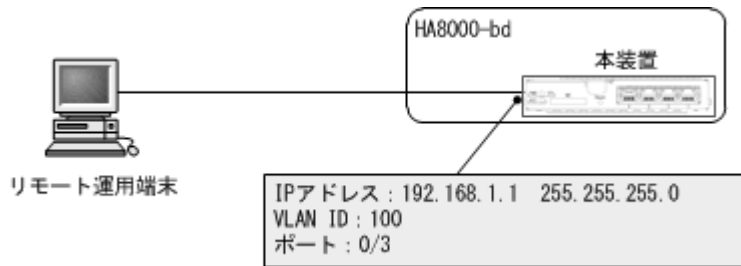 HA8000-bd
本装置
リモート運用端末
IPアドレス：192.168.1.1　255.255.255.0
VLAN ID：100
ポート：0/3